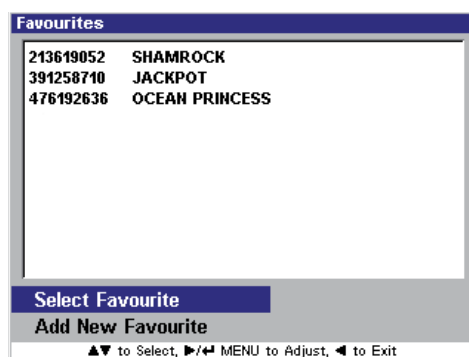 Favourites
213619052 SHAMROCK
391258710 JACKPOT
476192636 OCEAN PRINCESS
Select Favourite
Add New Favourite
▲▼ to Select, ▶/↵ MENU to Adjust, ◀ to Exit